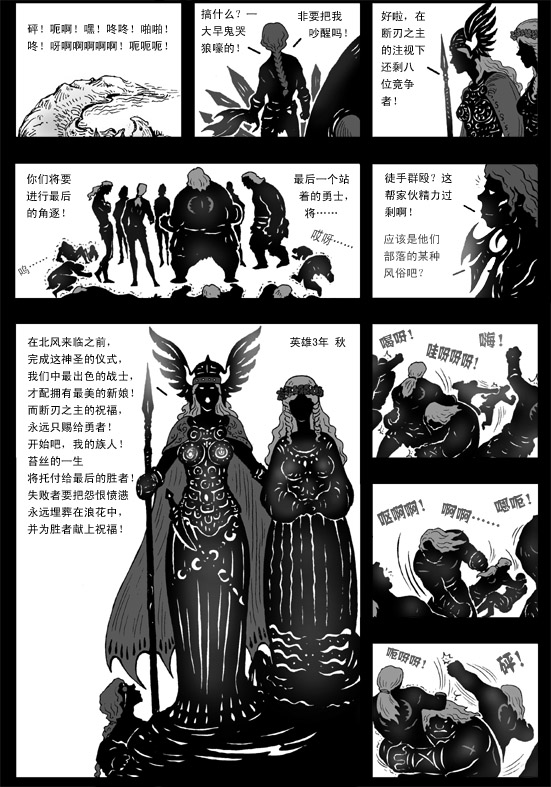 砰！呃啊！嘿！咚咚！啪啪！
咚！呀啊啊啊啊啊！呃呃呃！
搞什么？一
大早鬼哭
狼嚎的！
非要把我
吵醒吗！
好啦，在
断刃之主
的注视下
还剩八
位竞争
者！
你们将要
进行最后
的角逐！
最后一个站
着的勇士，
将……
呜……
哎呀……
徒手群殴？这
帮家伙精力过
剩啊！
应该是他们
部落的某种
风俗吧？
在北风来临之前，
完成这神圣的仪式，
我们中最出色的战士，
才配拥有最美的新娘！
而断刃之主的祝福，
永远只赐给勇者！
开始吧，我的族人！
苔丝的一生
将托付给最后的胜者！
失败者要把怨恨愤懑
永远埋葬在浪花中，
并为胜者献上祝福！
英雄3年 秋
喝呀！
哇呀呀呀！
嗨！
呕啊啊！
啊啊……
嗯呃！
呃呀呀！
砰！